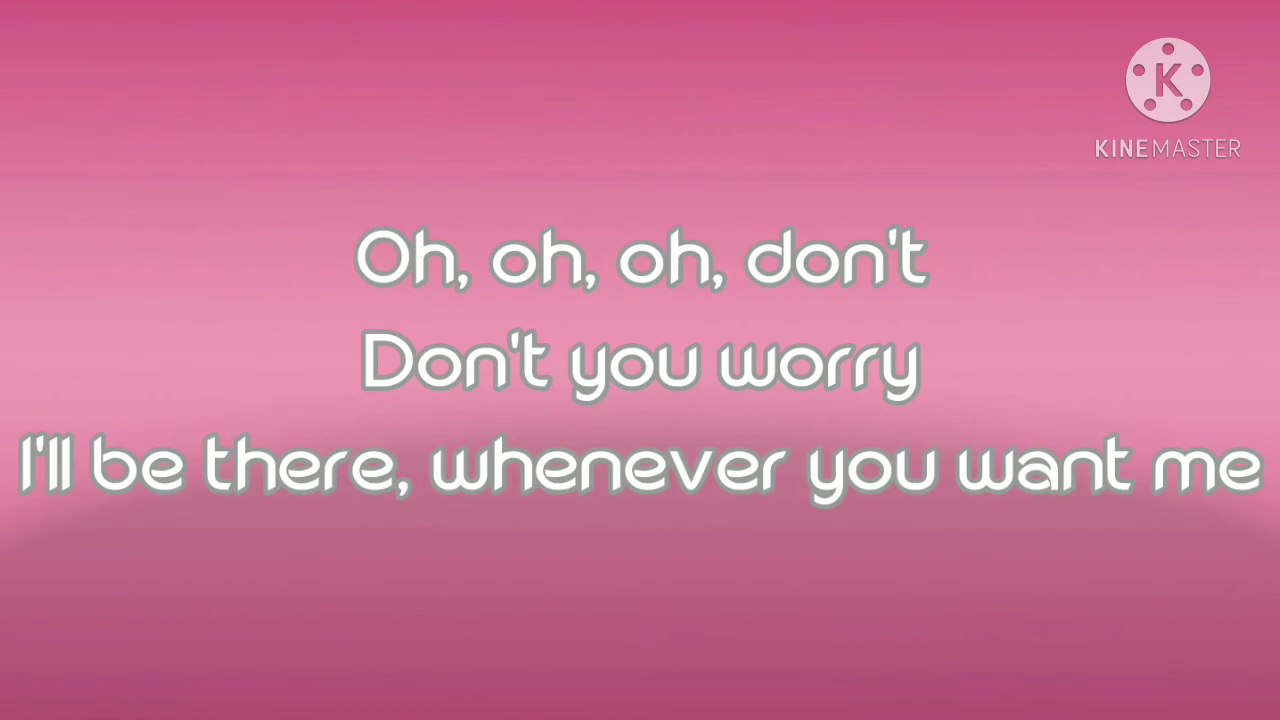 K
KINEMASTER
Oh, oh, oh, don't
Don't you worry
I'll be there, whenever you want me